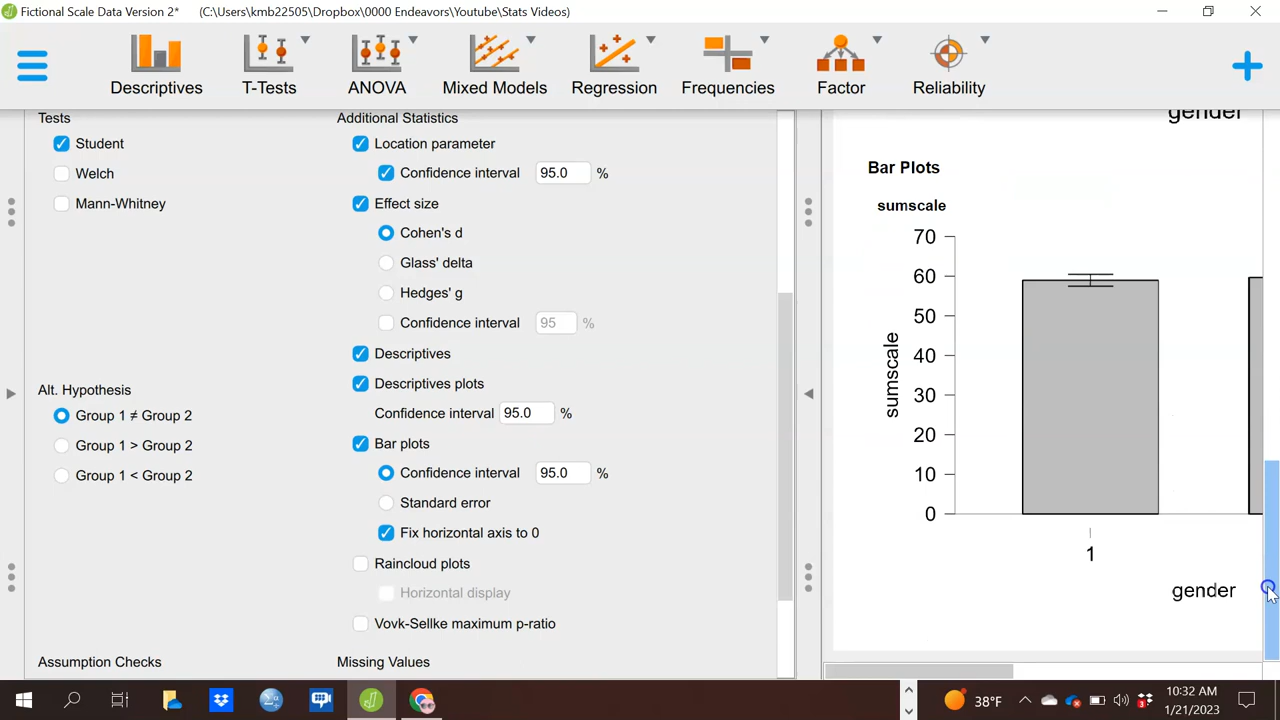 Fictional Scale Data Version 2*    (C:\Users\kmb22505\Dropbox\0000 Endeavors\Youtube\Stats Videos)
Descriptives T-Tests ANOVA Mixed Models Regression Frequencies Factor Reliability
Tests
Student
Welch
Mann-Whitney
Alt. Hypothesis
Group 1 ≠ Group 2
Group 1 > Group 2
Group 1 < Group 2
Assumption Checks
Additional Statistics
Location parameter
Confidence interval 95.0 %
Effect size
Cohen's d
Glass' delta
Hedges' g
Confidence interval 95 %
Descriptives
Descriptives plots
Confidence interval 95.0 %
Bar plots
Confidence interval 95.0 %
Standard error
Fix horizontal axis to 0
Raincloud plots
Horizontal display
Vovk-Sellke maximum p-ratio
Missing Values
gender
Bar Plots
sumscale
70
60
50
40
30
20
10
0
sumscale
1
gender
38°F
3
10:32 AM
1/21/2023